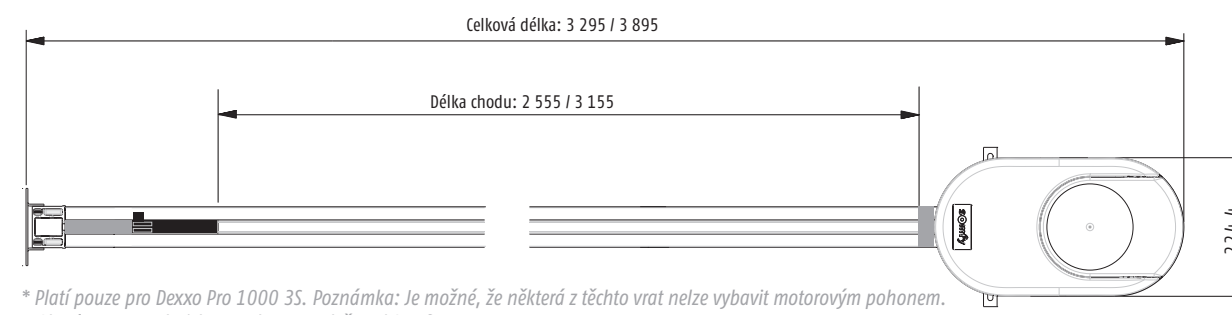 Celková délka: 3 295 / 3 895
Délka chodu: 2 555 / 3 155
somfy
* Platí pouze pro Dexxo Pro 1000 3S. Poznámka: Je možné, že některá z těchto vrat nelze vybavit motorovým pohonem.